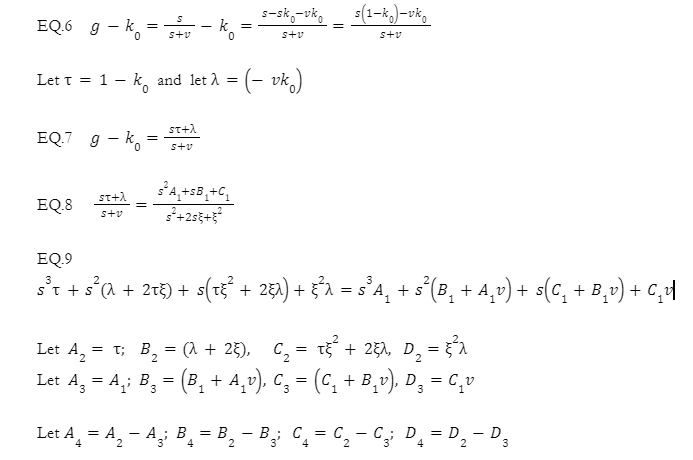 EQ.6 g − k₀ = s/(s+v) − k₀ = (s−sk₀−vk₀)/(s+v) = (s(1−k₀)−vk₀)/(s+v)
Let τ = 1 − k₀ and let λ = (− vk₀)
EQ.7 g − k₀ = (sτ+λ)/(s+v)
EQ.8 (sτ+λ)/(s+v) = (s²A₁+sB₁+C₁)/(s²+2sξ+ξ²)
EQ.9
s³τ + s²(λ + 2τξ) + s(τξ² + 2ξλ) + ξ²λ = s³A₁ + s²(B₁ + A₁v) + s(C₁ + B₁v) + C₁v
Let A₂ = τ; B₂ = (λ + 2ξ), C₂ = τξ² + 2ξλ, D₂ = ξ²λ
Let A₃ = A₁; B₃ = (B₁ + A₁v), C₃ = (C₁ + B₁v), D₃ = C₁v
Let A₄ = A₂ − A₃; B₄ = B₂ − B₃; C₄ = C₂ − C₃; D₄ = D₂ − D₃